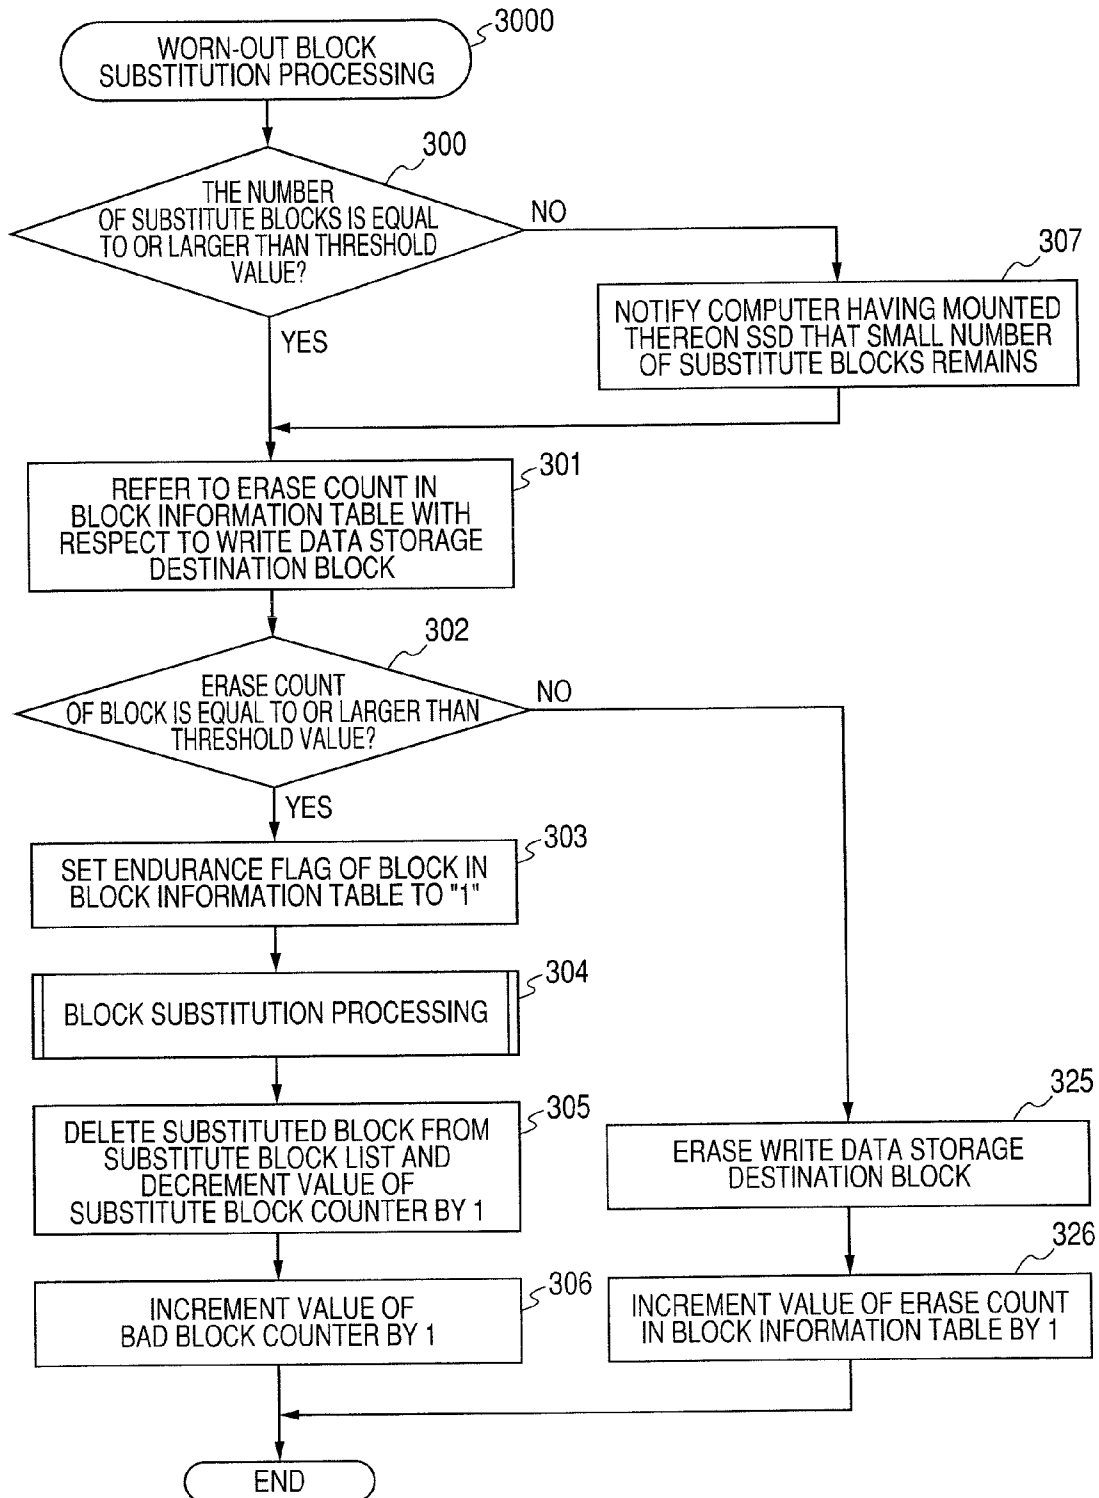 3000
WORN-OUT BLOCK
SUBSTITUTION PROCESSING
300
THE NUMBER
OF SUBSTITUTE BLOCKS IS EQUAL
TO OR LARGER THAN THRESHOLD
VALUE?
NO
YES
307
NOTIFY COMPUTER HAVING MOUNTED
THEREON SSD THAT SMALL NUMBER
OF SUBSTITUTE BLOCKS REMAINS
301
REFER TO ERASE COUNT IN
BLOCK INFORMATION TABLE WITH
RESPECT TO WRITE DATA STORAGE
DESTINATION BLOCK
302
ERASE COUNT
OF BLOCK IS EQUAL TO OR LARGER THAN
THRESHOLD VALUE?
NO
YES
303
SET ENDURANCE FLAG OF BLOCK IN
BLOCK INFORMATION TABLE TO "1"
304
BLOCK SUBSTITUTION PROCESSING
305
DELETE SUBSTITUTED BLOCK FROM
SUBSTITUTE BLOCK LIST AND
DECREMENT VALUE OF
SUBSTITUTE BLOCK COUNTER BY 1
306
INCREMENT VALUE OF
BAD BLOCK COUNTER BY 1
325
ERASE WRITE DATA STORAGE
DESTINATION BLOCK
326
INCREMENT VALUE OF ERASE COUNT
IN BLOCK INFORMATION TABLE BY 1
END